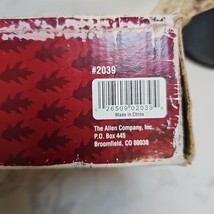 #2039
26509 02039
Made in China
The Allen Company, Inc.
P.O. Box 445
Broomfield, CO 80038